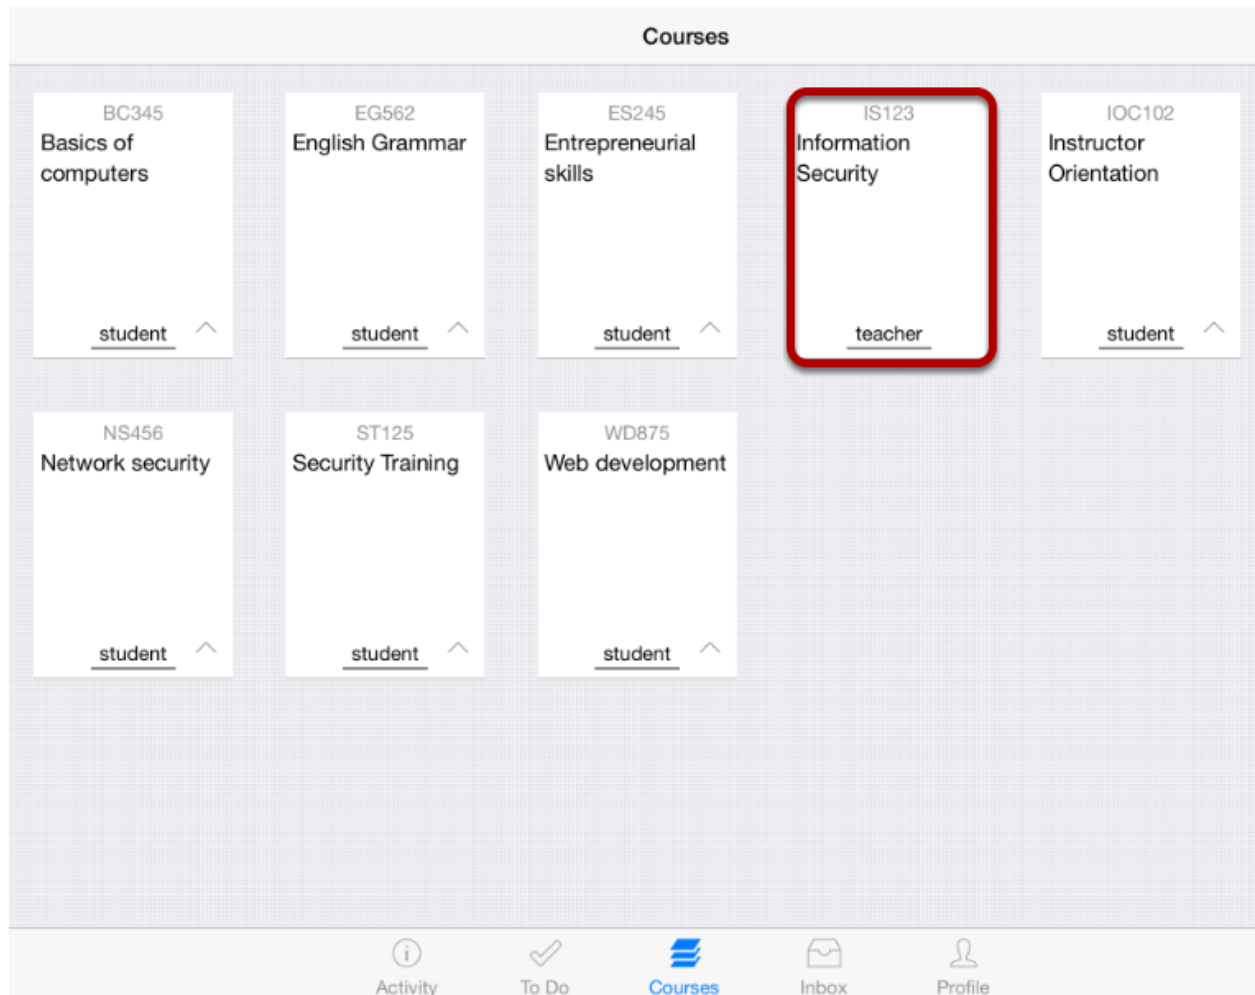 Courses
BC345
Basics of
computers
student
EG562
English Grammar
student
ES245
Entrepreneurial
skills
student
IS123
Information
Security
teacher
IOC102
Instructor
Orientation
student
NS456
Network security
student
ST125
Security Training
student
WD875
Web development
student
Activity
To Do
Courses
Inbox
Profile